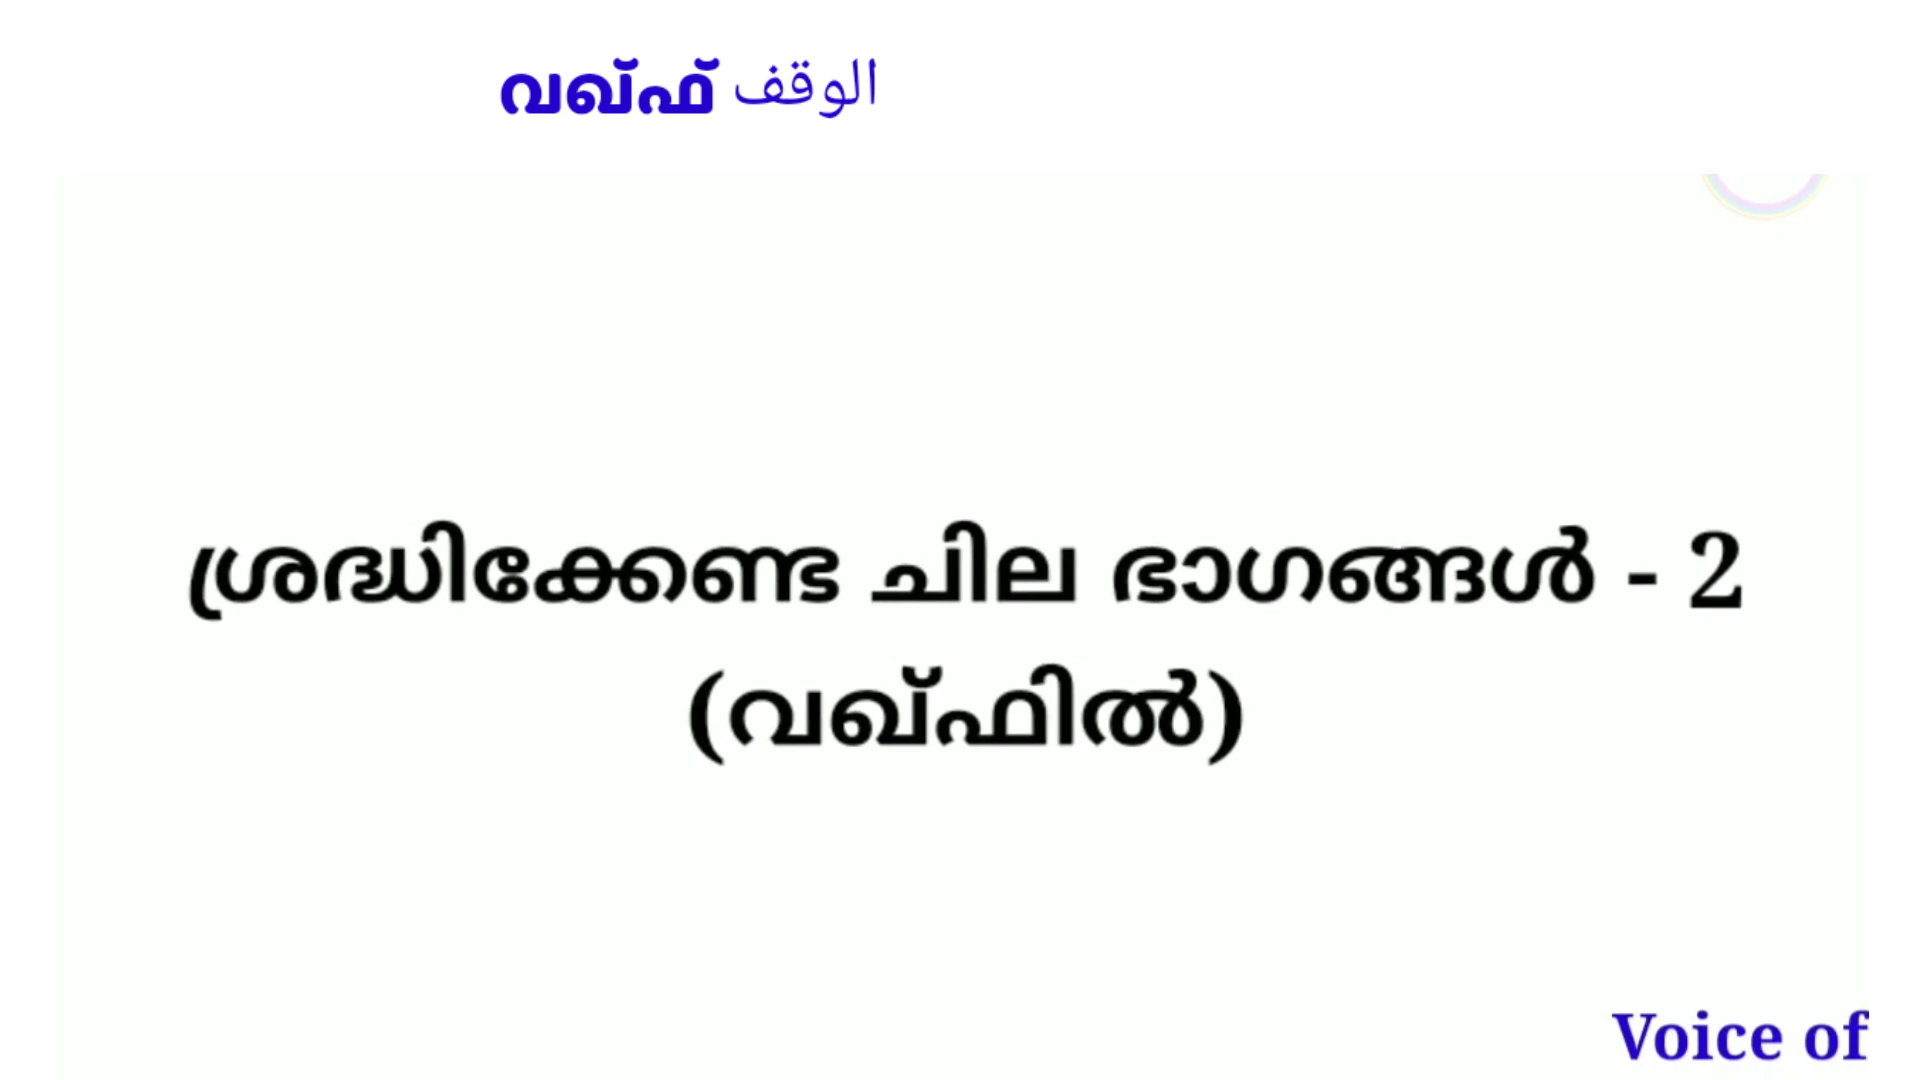 വഖ്ഫ് الوقف
ശ്രദ്ധിക്കേണ്ട ചില ഭാഗങ്ങൾ - 2
(വഖ്ഫിൽ)
Voice of